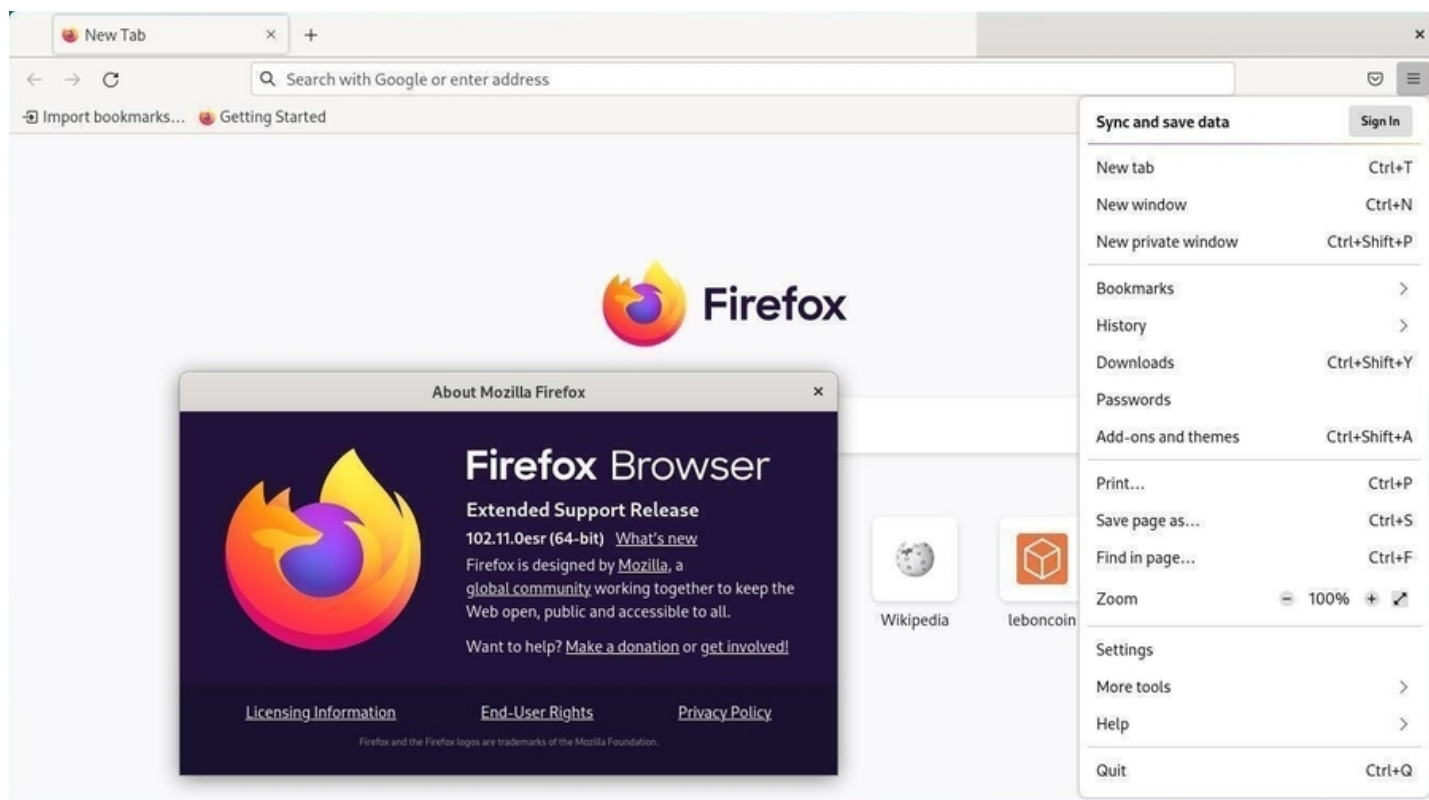 New Tab
Search with Google or enter address
Import bookmarks...
Getting Started
Firefox
Wikipedia
leboncoin
About Mozilla Firefox
Firefox Browser
Extended Support Release
102.11.0esr (64-bit) What's new
Firefox is designed by Mozilla, a
global community working together to keep the
Web open, public and accessible to all.
Want to help? Make a donation or get involved!
Licensing Information End-User Rights Privacy Policy
Firefox and the Firefox logos are trademarks of the Mozilla Foundation.
Sync and save data Sign In
New tab Ctrl+T
New window Ctrl+N
New private window Ctrl+Shift+P
Bookmarks
History
Downloads Ctrl+Shift+Y
Passwords
Add-ons and themes Ctrl+Shift+A
Print... Ctrl+P
Save page as... Ctrl+S
Find in page... Ctrl+F
Zoom 100%
Settings
More tools
Help
Quit Ctrl+Q